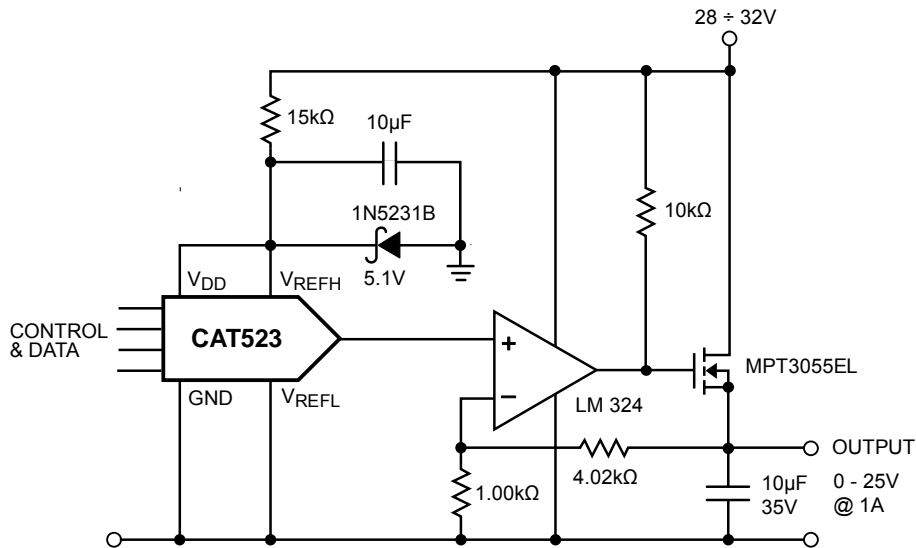 28 ÷ 32V
15kΩ
10µF
10kΩ
1N5231B
5.1V
VDD
VREFH
CONTROL
& DATA
CAT523
+
–
GND
VREFL
LM 324
MPT3055EL
4.02kΩ
1.00kΩ
10µF
35V
OUTPUT
0 - 25V
@ 1A